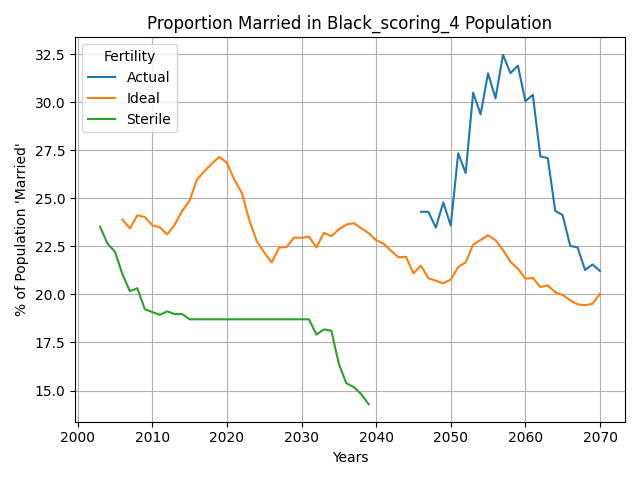 Proportion Married in Black_scoring_4 Population
Fertility
Actual
Ideal
Sterile
% of Population 'Married'
32.5
30.0
27.5
25.0
22.5
20.0
17.5
15.0
2000 2010 2020 2030 2040 2050 2060 2070
Years